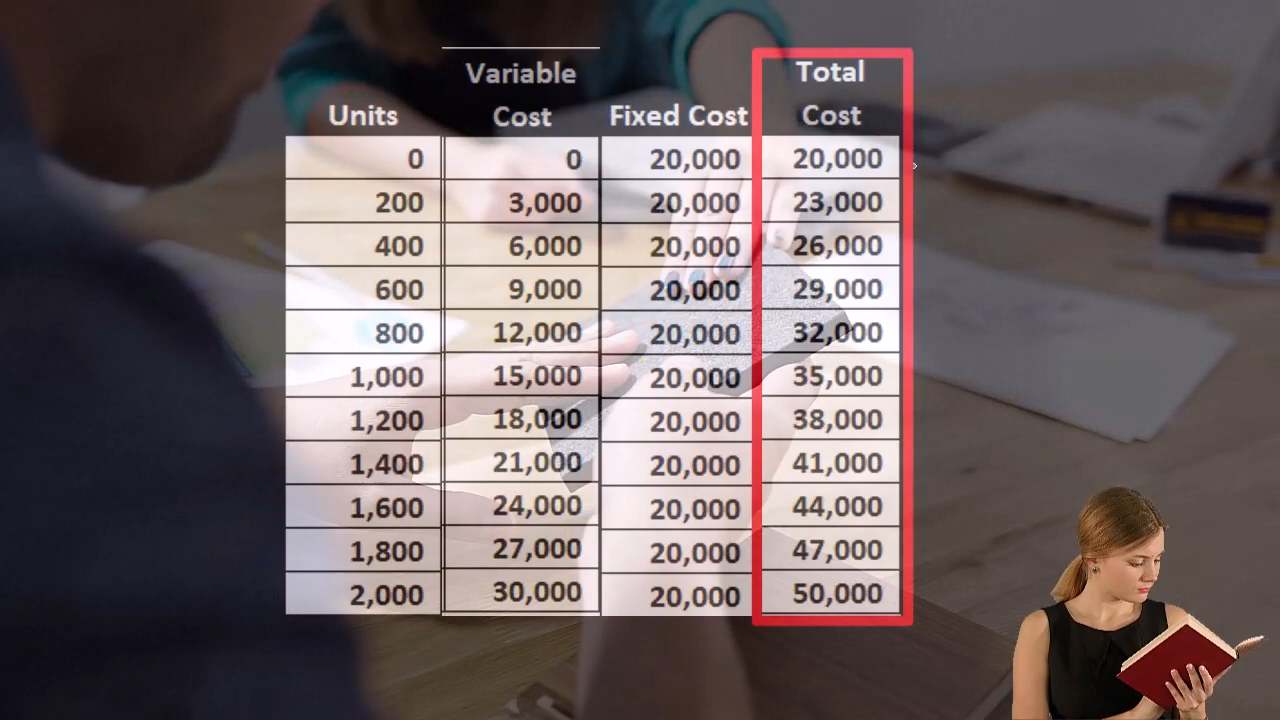 Variable Total
Units Cost Fixed Cost Cost
0 0 20,000 20,000
200 3,000 20,000 23,000
400 6,000 20,000 26,000
600 9,000 20,000 29,000
800 12,000 20,000 32,000
1,000 15,000 20,000 35,000
1,200 18,000 20,000 38,000
1,400 21,000 20,000 41,000
1,600 24,000 20,000 44,000
1,800 27,000 20,000 47,000
2,000 30,000 20,000 50,000